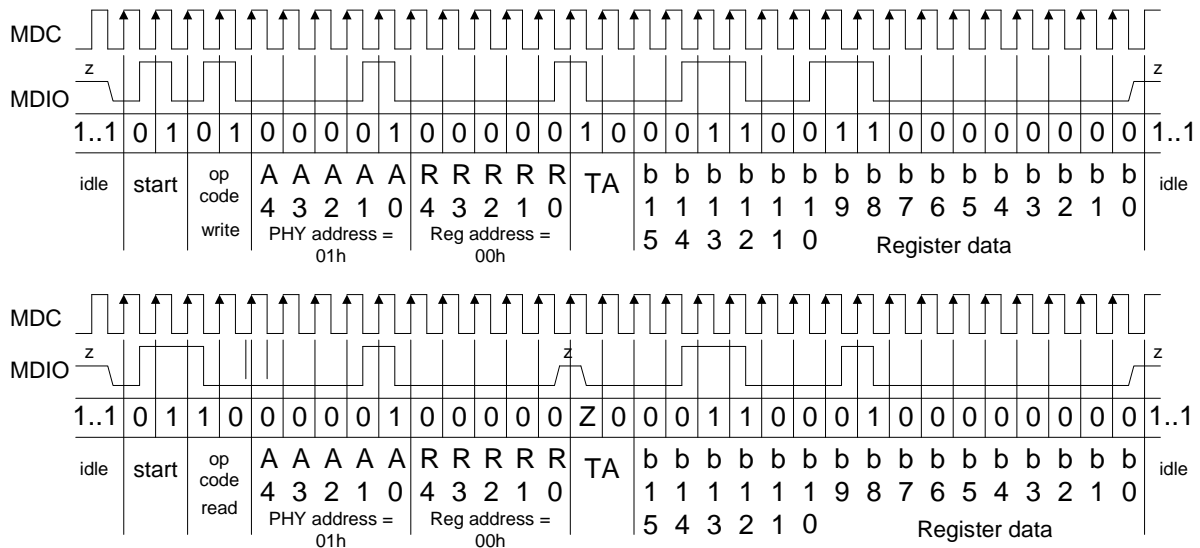 MDC
z z
MDIO
1..1 0 1 0 1 0 0 0 0 1 0 0 0 0 0 1 0 0 0 1 1 0 0 1 1 0 0 0 0 0 0 0 0 1..1
idle start op code write A A A A A R R R R R TA b b b b b b b b b b b b b b b b idle
4 3 2 1 0 4 3 2 1 0 1 1 1 1 1 1 9 8 7 6 5 4 3 2 1 0
PHY address = Reg address = 5 4 3 2 1 0 Register data
01h 00h
MDC
z z z
MDIO
1..1 0 1 1 0 0 0 0 0 1 0 0 0 0 0 Z 0 0 0 1 1 0 0 0 1 0 0 0 0 0 0 0 0 1..1
idle start op code read A A A A A R R R R R TA b b b b b b b b b b b b b b b b idle
4 3 2 1 0 4 3 2 1 0 1 1 1 1 1 1 9 8 7 6 5 4 3 2 1 0
PHY address = Reg address = 5 4 3 2 1 0 Register data
01h 00h